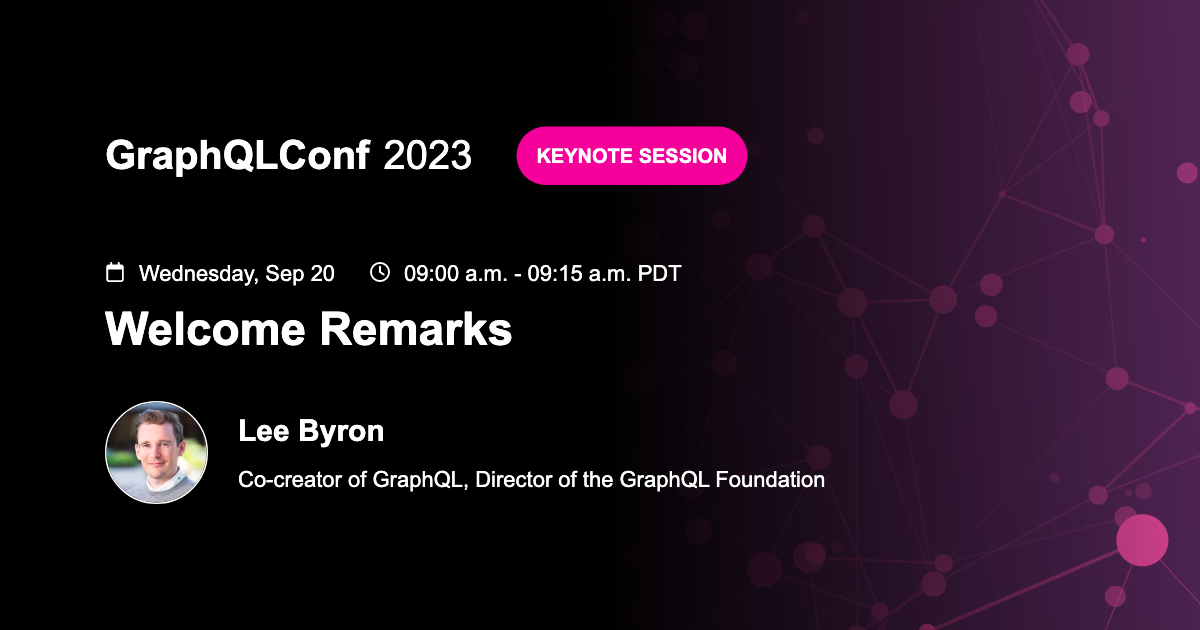 GraphQLConf 2023
KEYNOTE SESSION
Wednesday, Sep 20 09:00 a.m. - 09:15 a.m. PDT
Welcome Remarks
Lee Byron
Co-creator of GraphQL, Director of the GraphQL Foundation